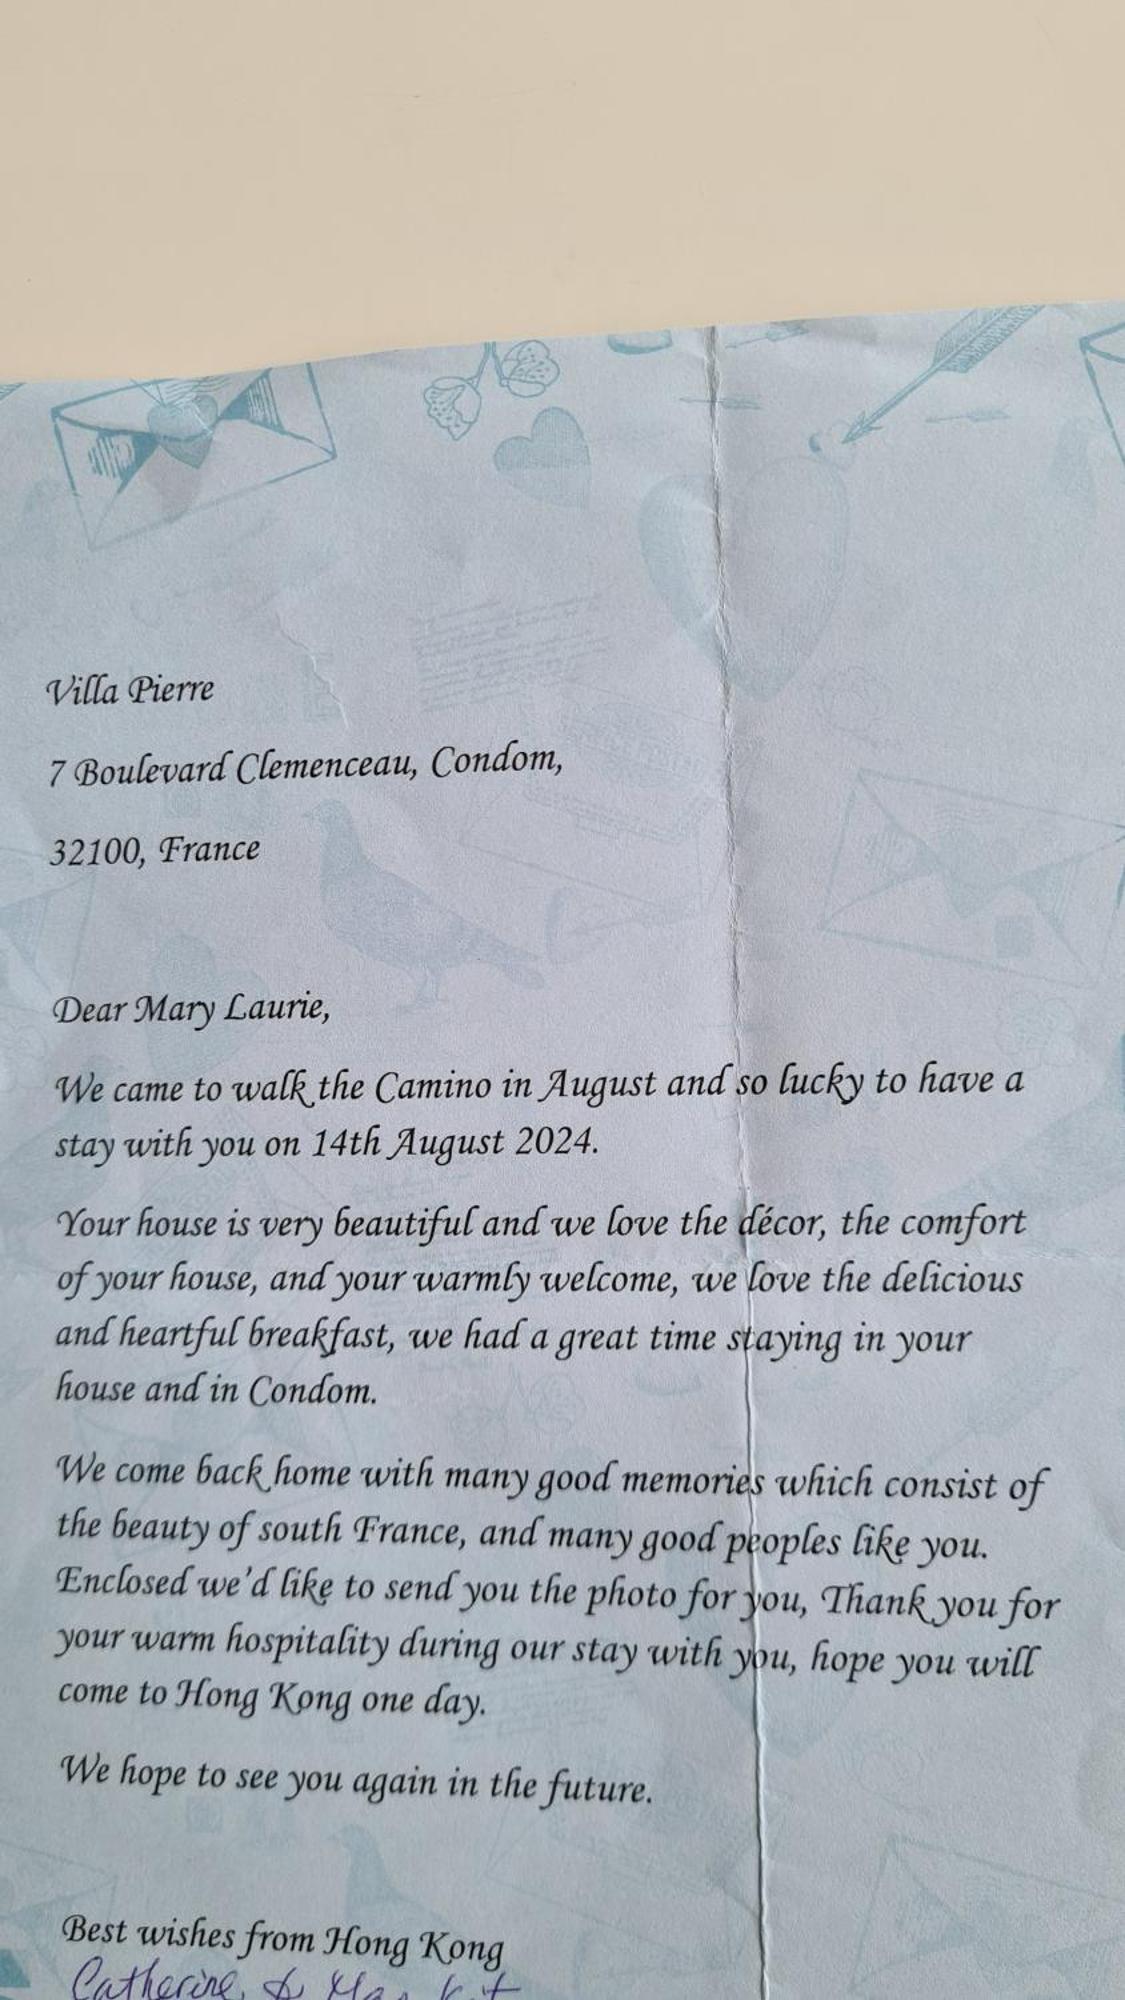 Villa Pierre
7 Boulevard Clemenceau, Condom,
32100, France
Dear Mary Laurie,
We came to walk the Camino in August and so lucky to have a
stay with you on 14th August 2024.
Your house is very beautiful and we love the décor, the comfort
of your house, and your warmly welcome, we love the delicious
and heartful breakfast, we had a great time staying in your
house and in Condom.
We come back home with many good memories which consist of
the beauty of south France, and many good peoples like you.
Enclosed we'd like to send you the photo for you, Thank you for
your warm hospitality during our stay with you, hope you will
come to Hong Kong one day.
We hope to see you again in the future.
Best wishes from Hong Kong
Catherine &